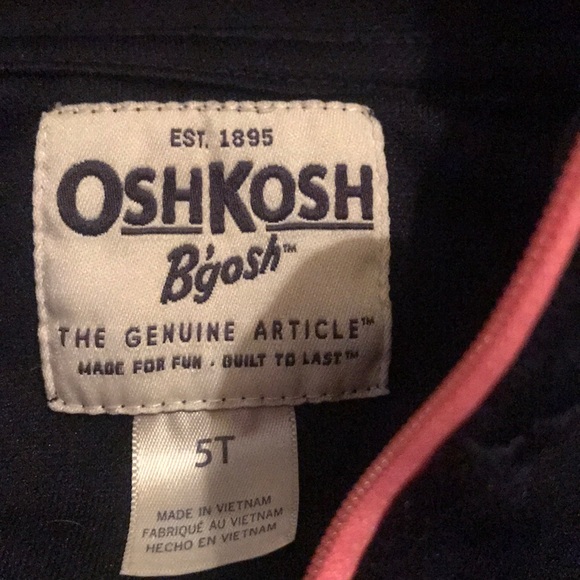 EST. 1895
OSHKOSH
B'gosh™
THE GENUINE ARTICLE™
MADE FOR FUN · BUILT TO LAST™
5T
MADE IN VIETNAM
FABRIQUÉ AU VIETNAM
HECHO EN VIETNAM